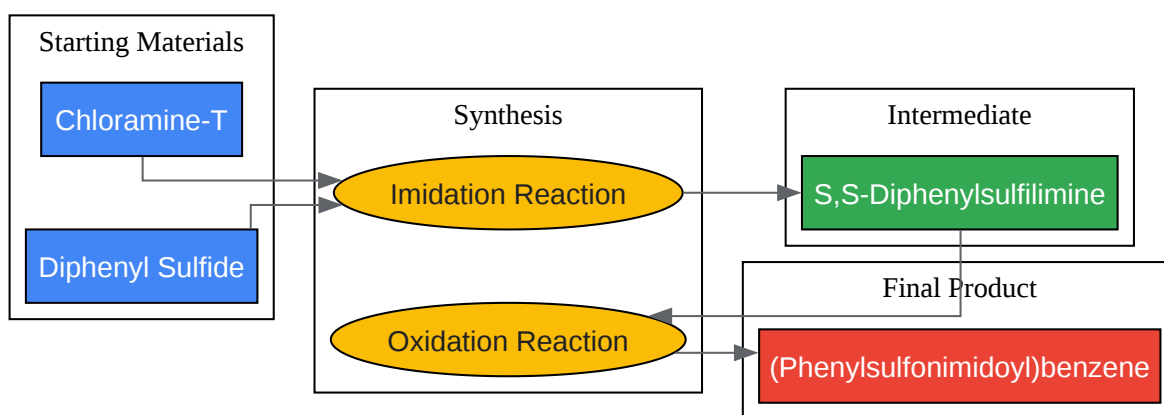 Starting Materials
Chloramine-T
Diphenyl Sulfide
Synthesis
Imidation Reaction
Oxidation Reaction
Intermediate
S,S-Diphenylsulfilimine
Final Product
(Phenylsulfonimidoyl)benzene